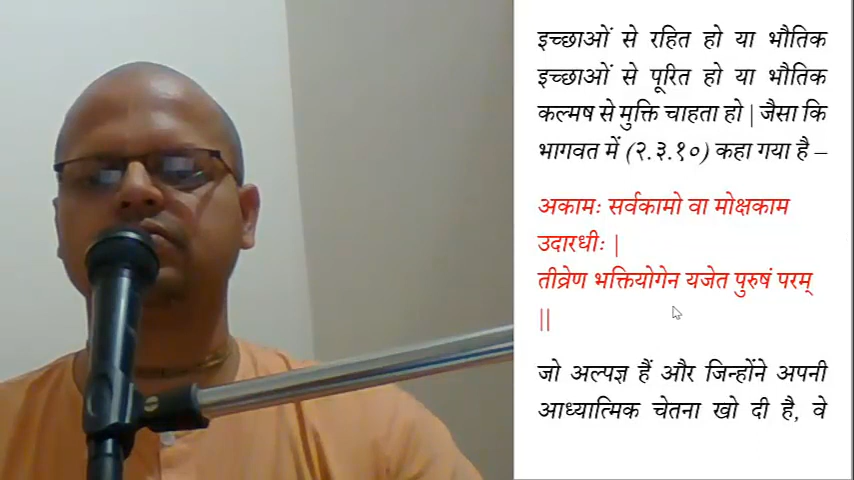 इच्छाओं से रहित हो या भौतिक
इच्छाओं से पूरित हो या भौतिक
कल्मष से मुक्ति चाहता हो | जैसा कि
भागवत में (२.३.१०) कहा गया है –
अकामः सर्वकामो वा मोक्षकाम
उदारधीः |
तीव्रेण भक्तियोगेन यजेत पुरुषं परम्
||
जो अल्पज्ञ हैं और जिन्होंने अपनी
आध्यात्मिक चेतना खो दी है, वे